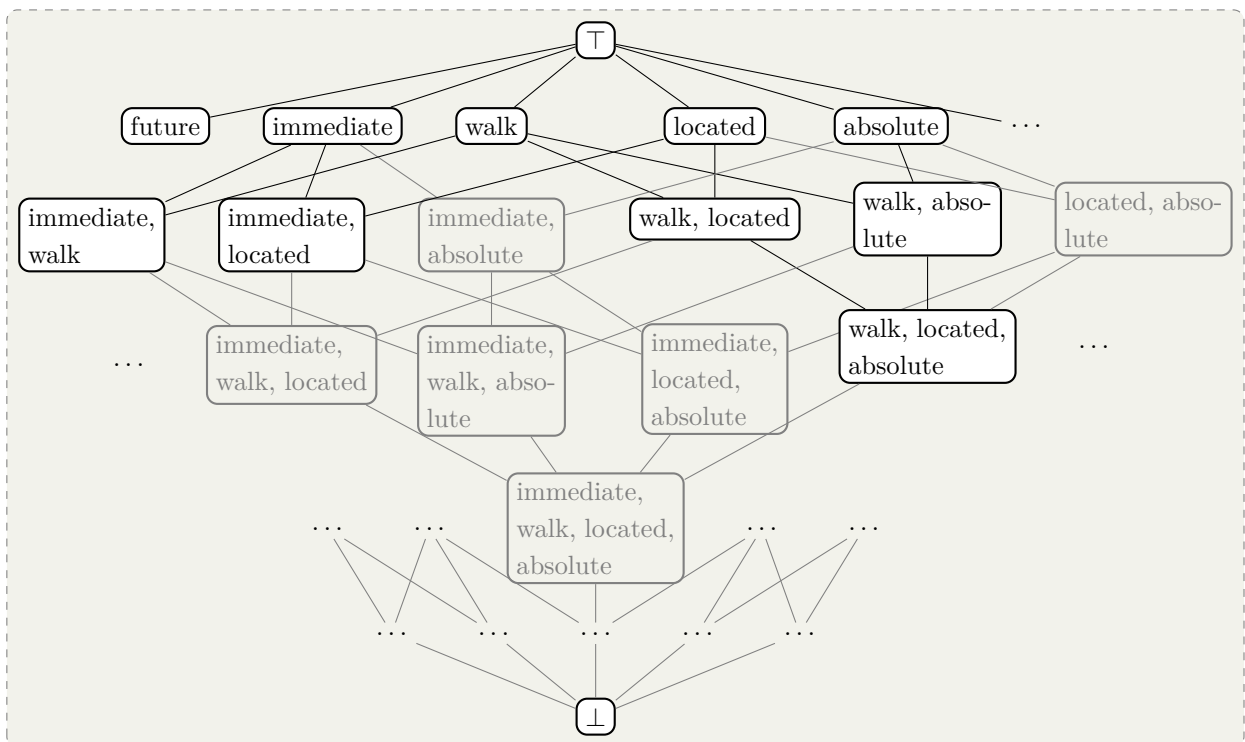 ⊤
future
immediate
walk
located
absolute
...
immediate,
walk
immediate,
located
immediate,
absolute
walk, located
walk, abso-
lute
located, abso-
lute
...
immediate,
walk, located
immediate,
walk, abso-
lute
immediate,
located,
absolute
walk, located,
absolute
...
... ...
immediate,
walk, located,
absolute
... ...
... ... ... ... ...
⊥